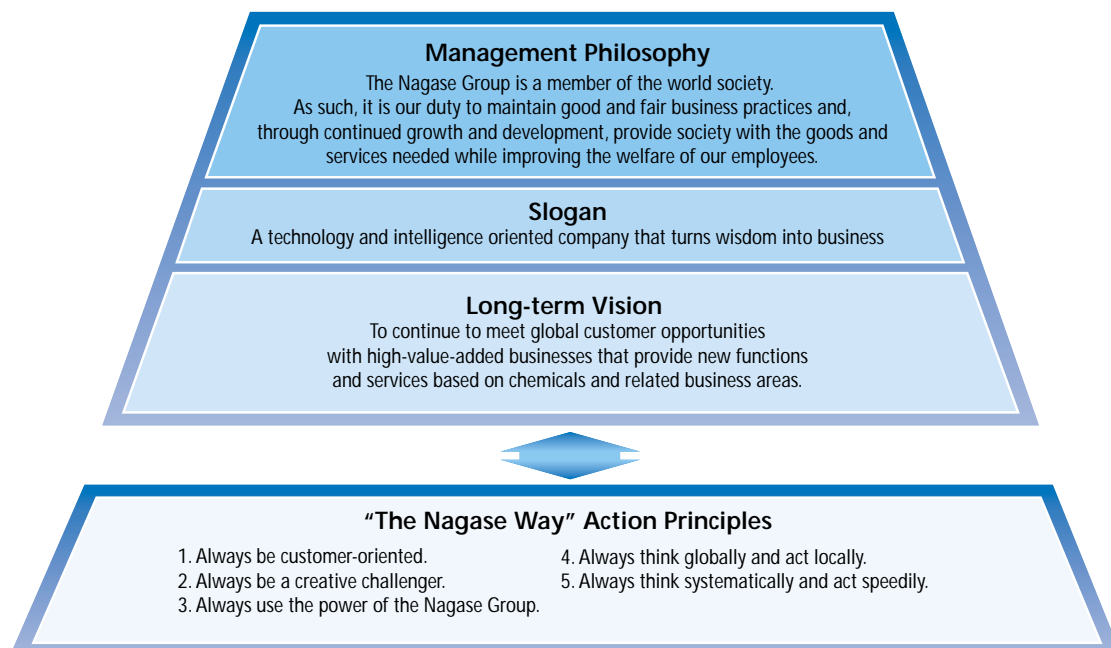 Management Philosophy
The Nagase Group is a member of the world society.
As such, it is our duty to maintain good and fair business practices and,
through continued growth and development, provide society with the goods and
services needed while improving the welfare of our employees.
Slogan
A technology and intelligence oriented company that turns wisdom into business
Long-term Vision
To continue to meet global customer opportunities
with high-value-added businesses that provide new functions
and services based on chemicals and related business areas.
“The Nagase Way” Action Principles
1. Always be customer-oriented.
2. Always be a creative challenger.
3. Always use the power of the Nagase Group.
4. Always think globally and act locally.
5. Always think systematically and act speedily.